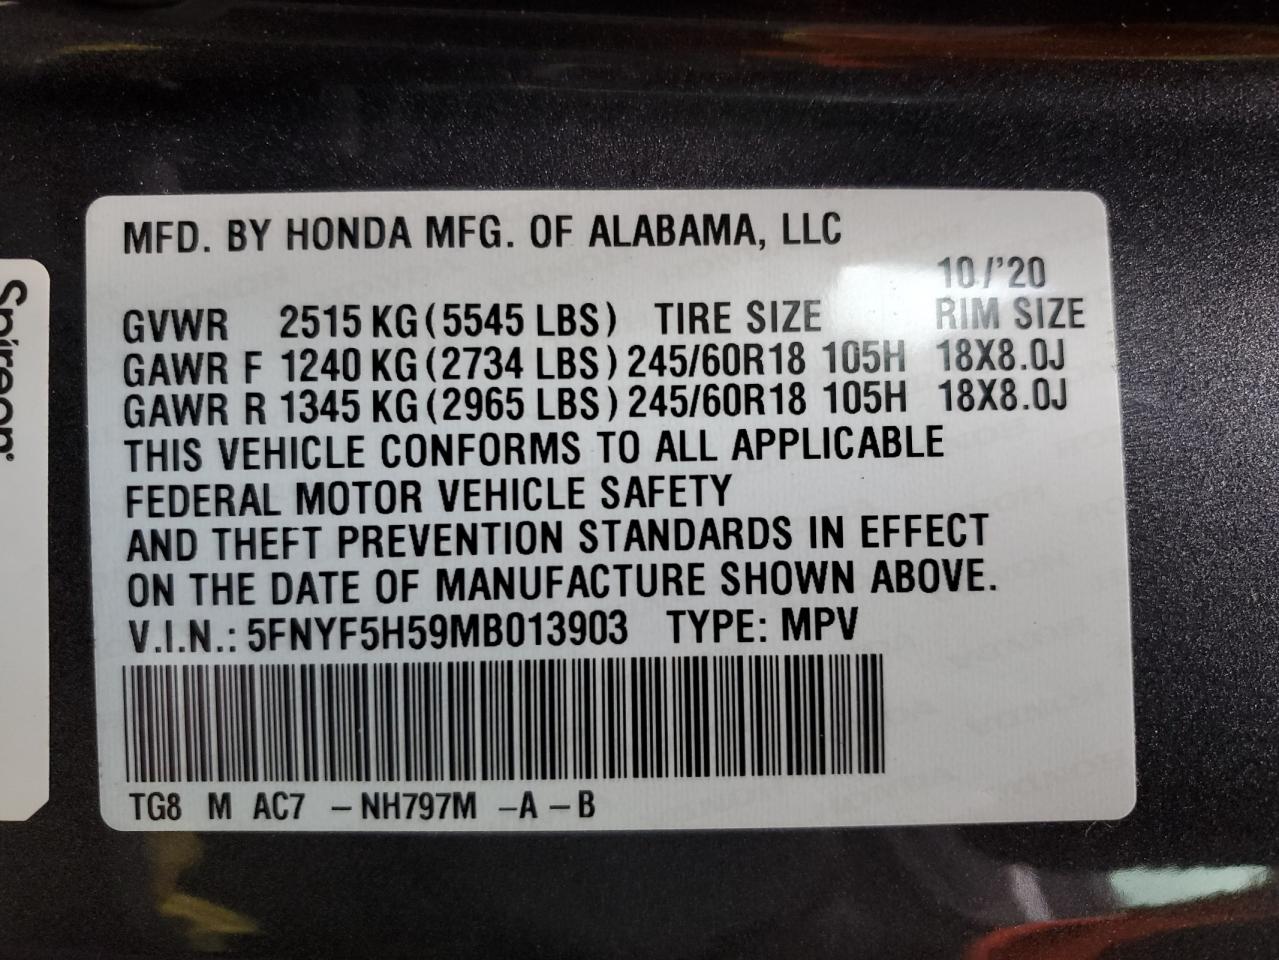 MFD. BY HONDA MFG. OF ALABAMA, LLC
10/'20
GVWR 2515 KG (5545 LBS) TIRE SIZE RIM SIZE
GAWR F 1240 KG (2734 LBS) 245/60R18 105H 18X8.0J
GAWR R 1345 KG (2965 LBS) 245/60R18 105H 18X8.0J
THIS VEHICLE CONFORMS TO ALL APPLICABLE
FEDERAL MOTOR VEHICLE SAFETY
AND THEFT PREVENTION STANDARDS IN EFFECT
ON THE DATE OF MANUFACTURE SHOWN ABOVE.
V.I.N.: 5FNYF5H59MB013903 TYPE: MPV
TG8 M AC7 – NH797M –A – B
Spireon